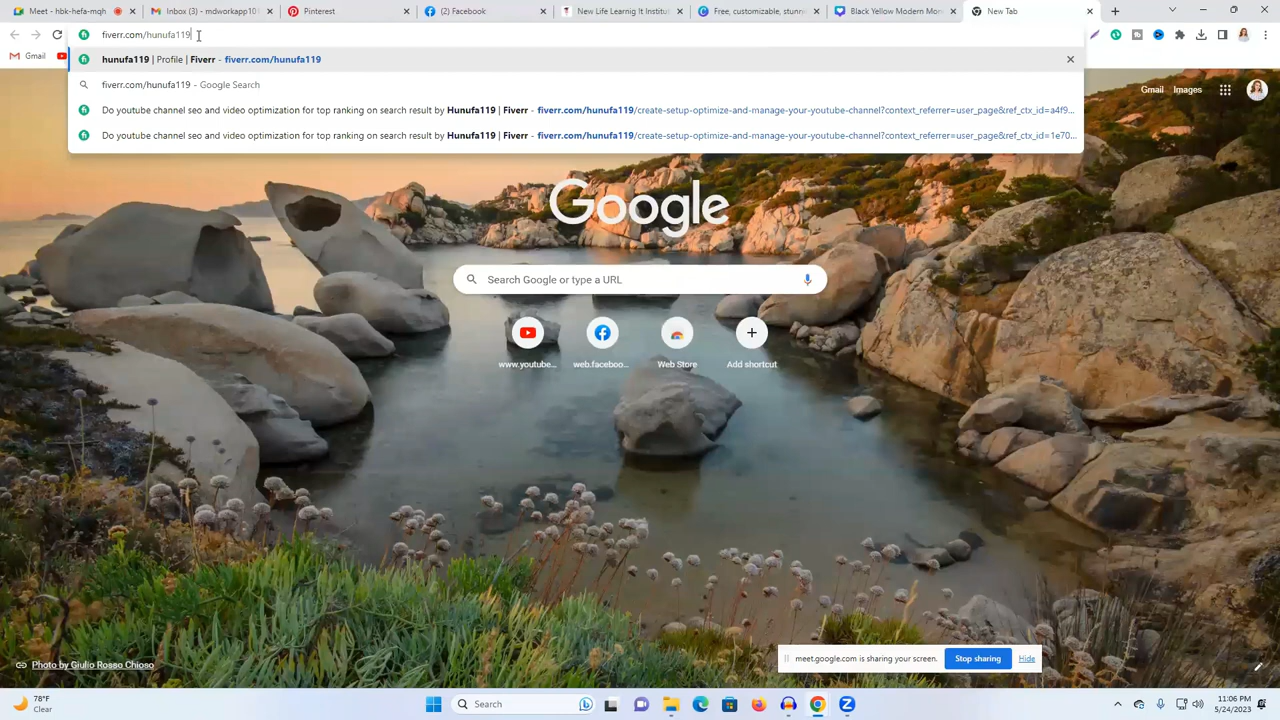 Meet - hbk-hefa-mqh
Inbox (3) - mdworkapp10
Pinterest
(2) Facebook
New Life Learnig It Institut
Free, customizable, stunni
Black Yellow Modern Mon
New Tab
fiverr.com/hunufa119
Gmail
hunufa119 | Profile | Fiverr - fiverr.com/hunufa119
fiverr.com/hunufa119 - Google Search
Do youtube channel seo and video optimization for top ranking on search result by Hunufa119 | Fiverr - fiverr.com/hunufa119/create-setup-optimize-and-manage-your-youtube-channel?context_referrer=user_page&ref_ctx_id=a4f9...
Do youtube channel seo and video optimization for top ranking on search result by Hunufa119 | Fiverr - fiverr.com/hunufa119/create-setup-optimize-and-manage-your-youtube-channel?context_referrer=user_page&ref_ctx_id=1e70...
Gmail Images
Google
Search Google or type a URL
www.youtube... web.faceboo... Web Store Add shortcut
Photo by Giulio Rosso Chioso
meet.google.com is sharing your screen. Stop sharing Hide
78°F
Clear
Search
11:06 PM
5/24/2023